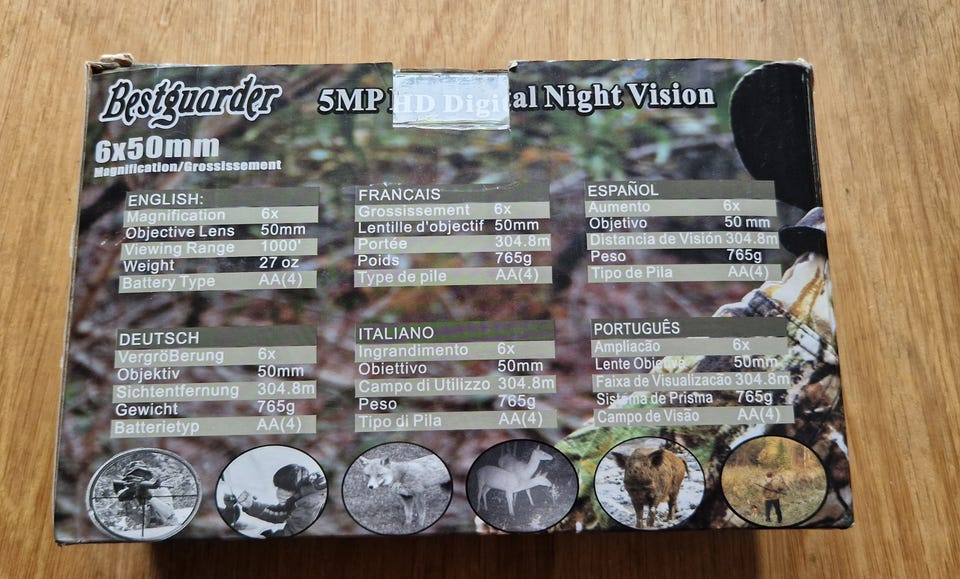 Bestguarder
5MP HD Digital Night Vision
6x50mm
Magnification/Grossissement
ENGLISH:
Magnification 6x
Objective Lens 50mm
Viewing Range 1000'
Weight 27 oz
Battery Type AA(4)
FRANCAIS
Grossissement 6x
Lentille d'objectif 50mm
Portée 304.8m
Poids 765g
Type de pile AA(4)
ESPAÑOL
Aumento 6x
Objetivo 50 mm
Distancia de Visión 304.8m
Peso 765g
Tipo de Pila AA(4)
DEUTSCH
VergröBerung 6x
Objektiv 50mm
Sichtentfernung 304.8m
Gewicht 765g
Batterietyp AA(4)
ITALIANO
Ingrandimento 6x
Obiettivo 50mm
Campo di Utilizzo 304.8m
Peso 765g
Tipo di Pila AA(4)
PORTUGUÊS
Ampliacão 6x
Lente Objetiva 50mm
Faixa de Visualizacão 304.8m
Sistema de Prisma 765g
Campo de Visão AA(4)